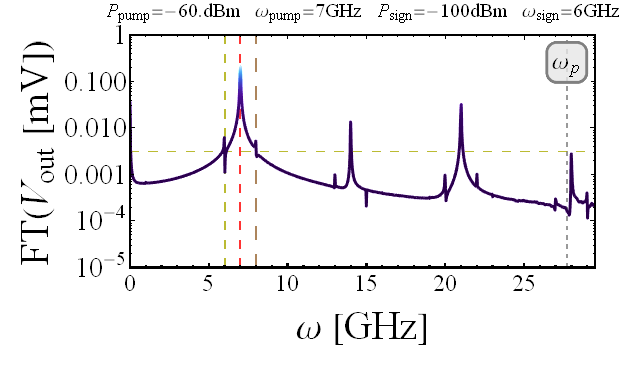 P_pump=-60.dBm ω_pump=7GHz P_sign=-100dBm ω_sign=6GHz
1
ω_p
0.100
0.010
0.001
10^-4
10^-5
FT(V_out [mV])
0 5 10 15 20 25
ω [GHz]